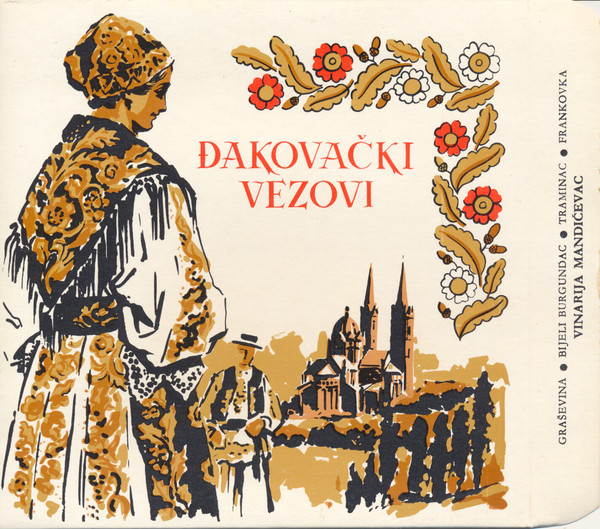 ĐAKOVAČKI
VEZOVI
GRAŠEVINA ● BIJELI BURGUNDAC ● TRAMINAC ● FRANKOVKA
VINARIJA MANDIĆEVAC